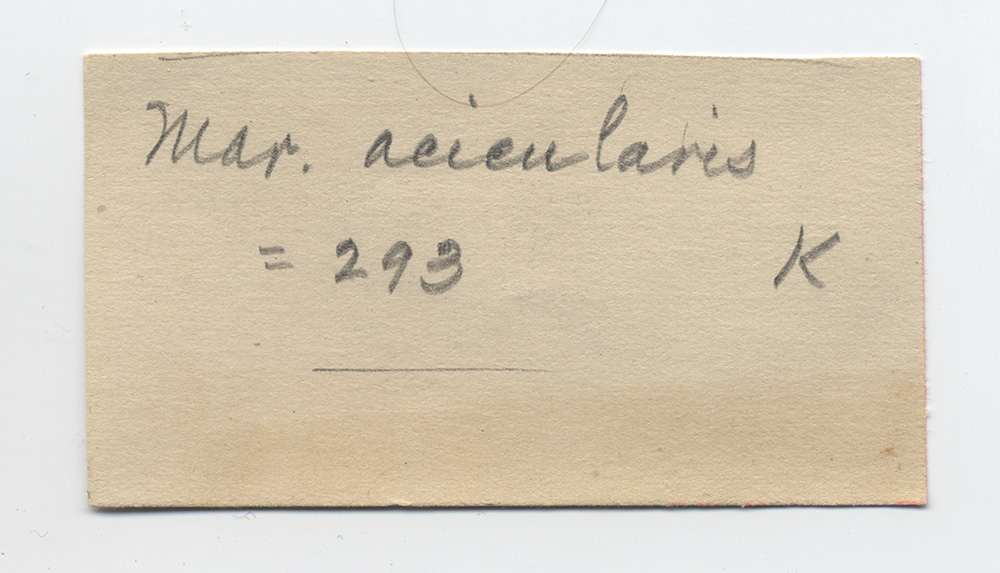 Mar. acicularis
= 293 K